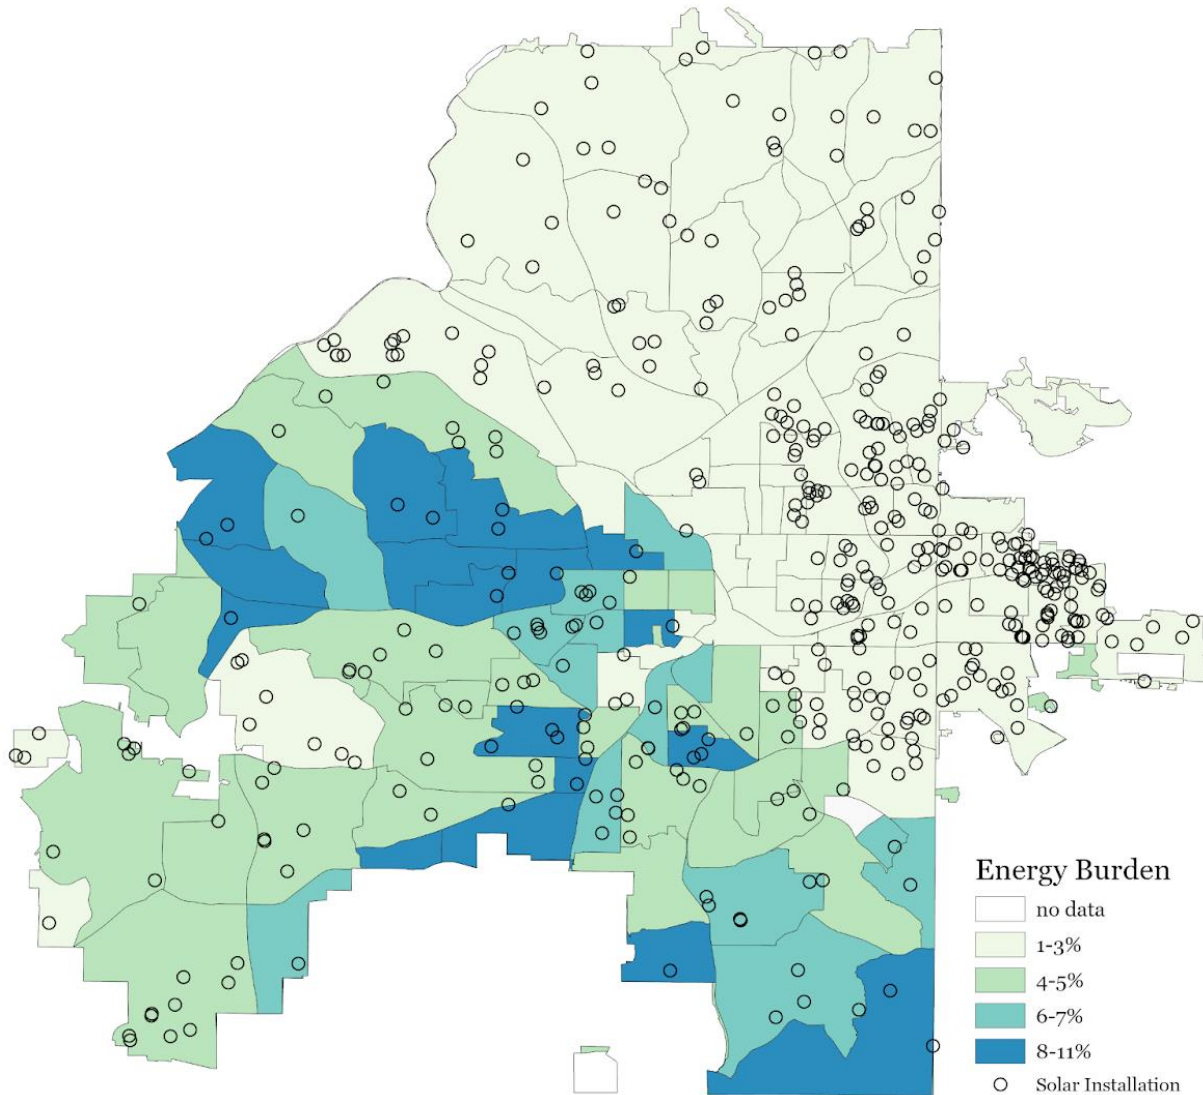 Energy Burden
no data
1-3%
4-5%
6-7%
8-11%
Solar Installation